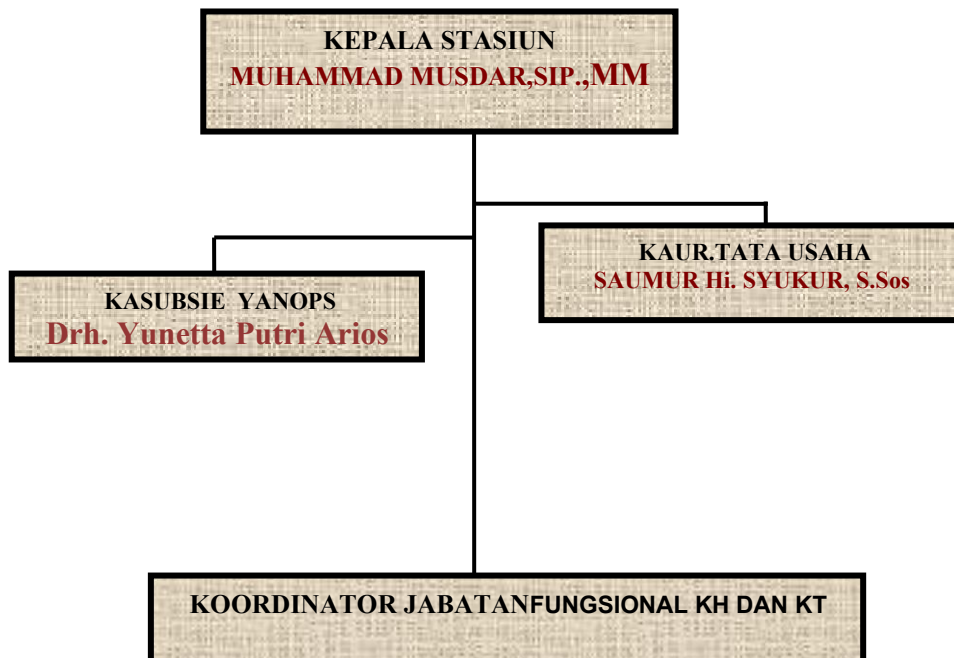 KEPALA STASIUN
MUHAMMAD MUSDAR,SIP.,MM
KAUR.TATA USAHA
SAUMUR Hi. SYUKUR, S.Sos
KASUBSIE YANOPS
Drh. Yunetta Putri Arios
KOORDINATOR JABATANFUNGSIONAL KH DAN KT